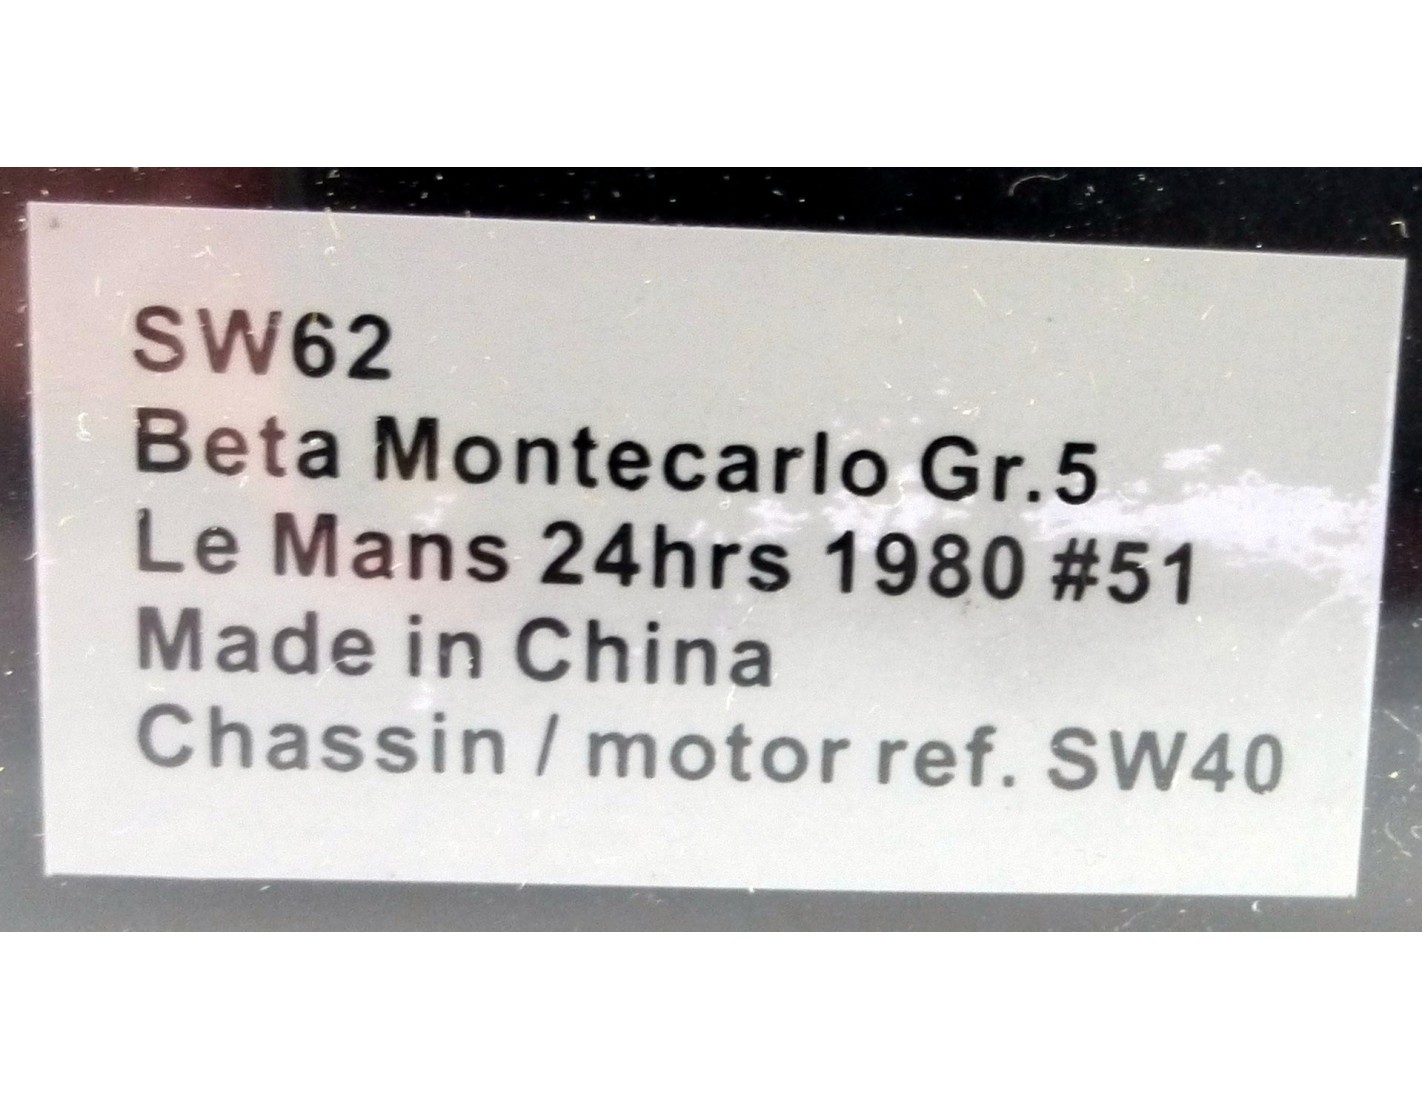 SW62
Beta Montecarlo Gr.5
Le Mans 24hrs 1980 #51
Made in China
Chassin / motor ref. SW40